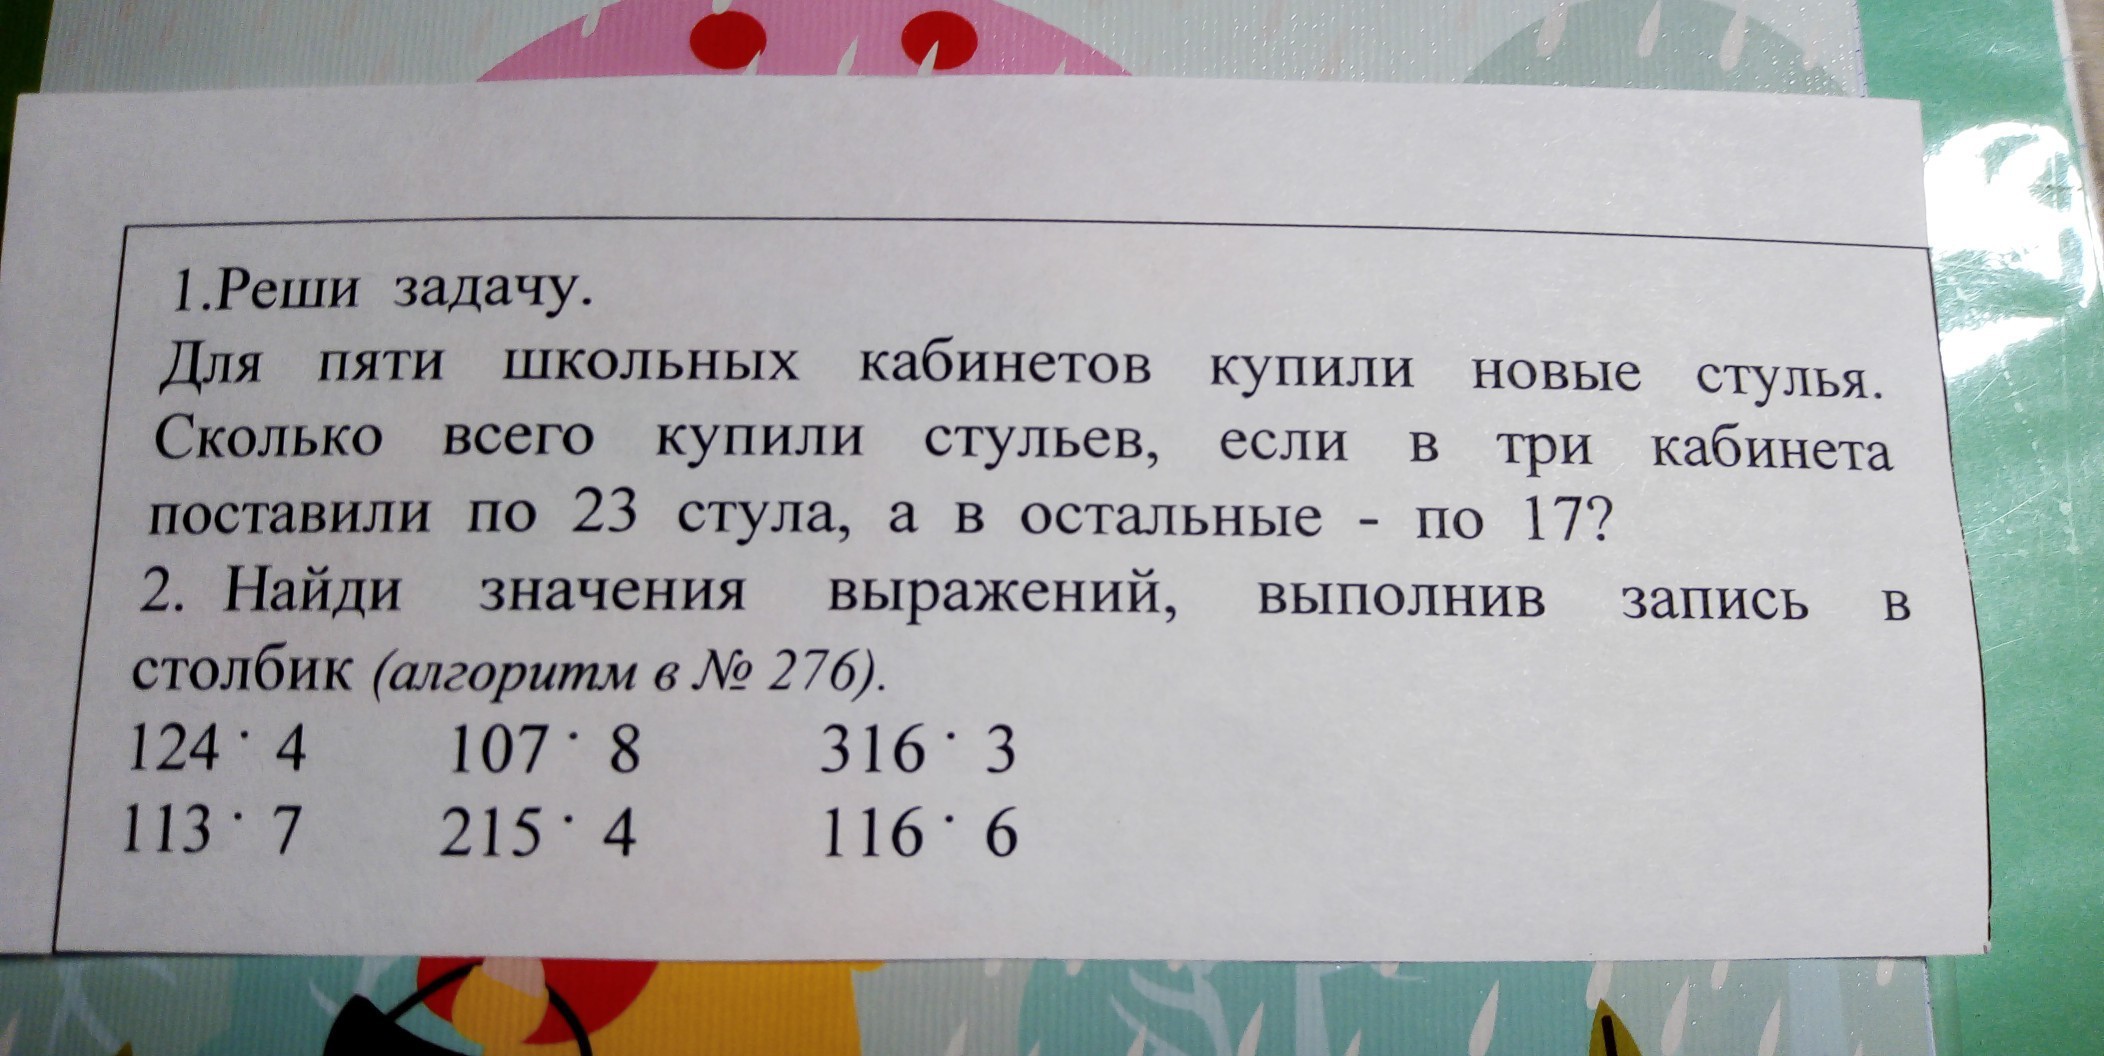 1.Реши задачу.
Для пяти школьных кабинетов купили новые стулья.
Сколько всего купили стульев, если в три кабинета
поставили по 23 стула, а в остальные - по 17?
2. Найди значения выражений, выполнив запись в
столбик (алгоритм в № 276).
124 · 4 107 · 8 316 · 3
113 · 7 215 · 4 116 · 6